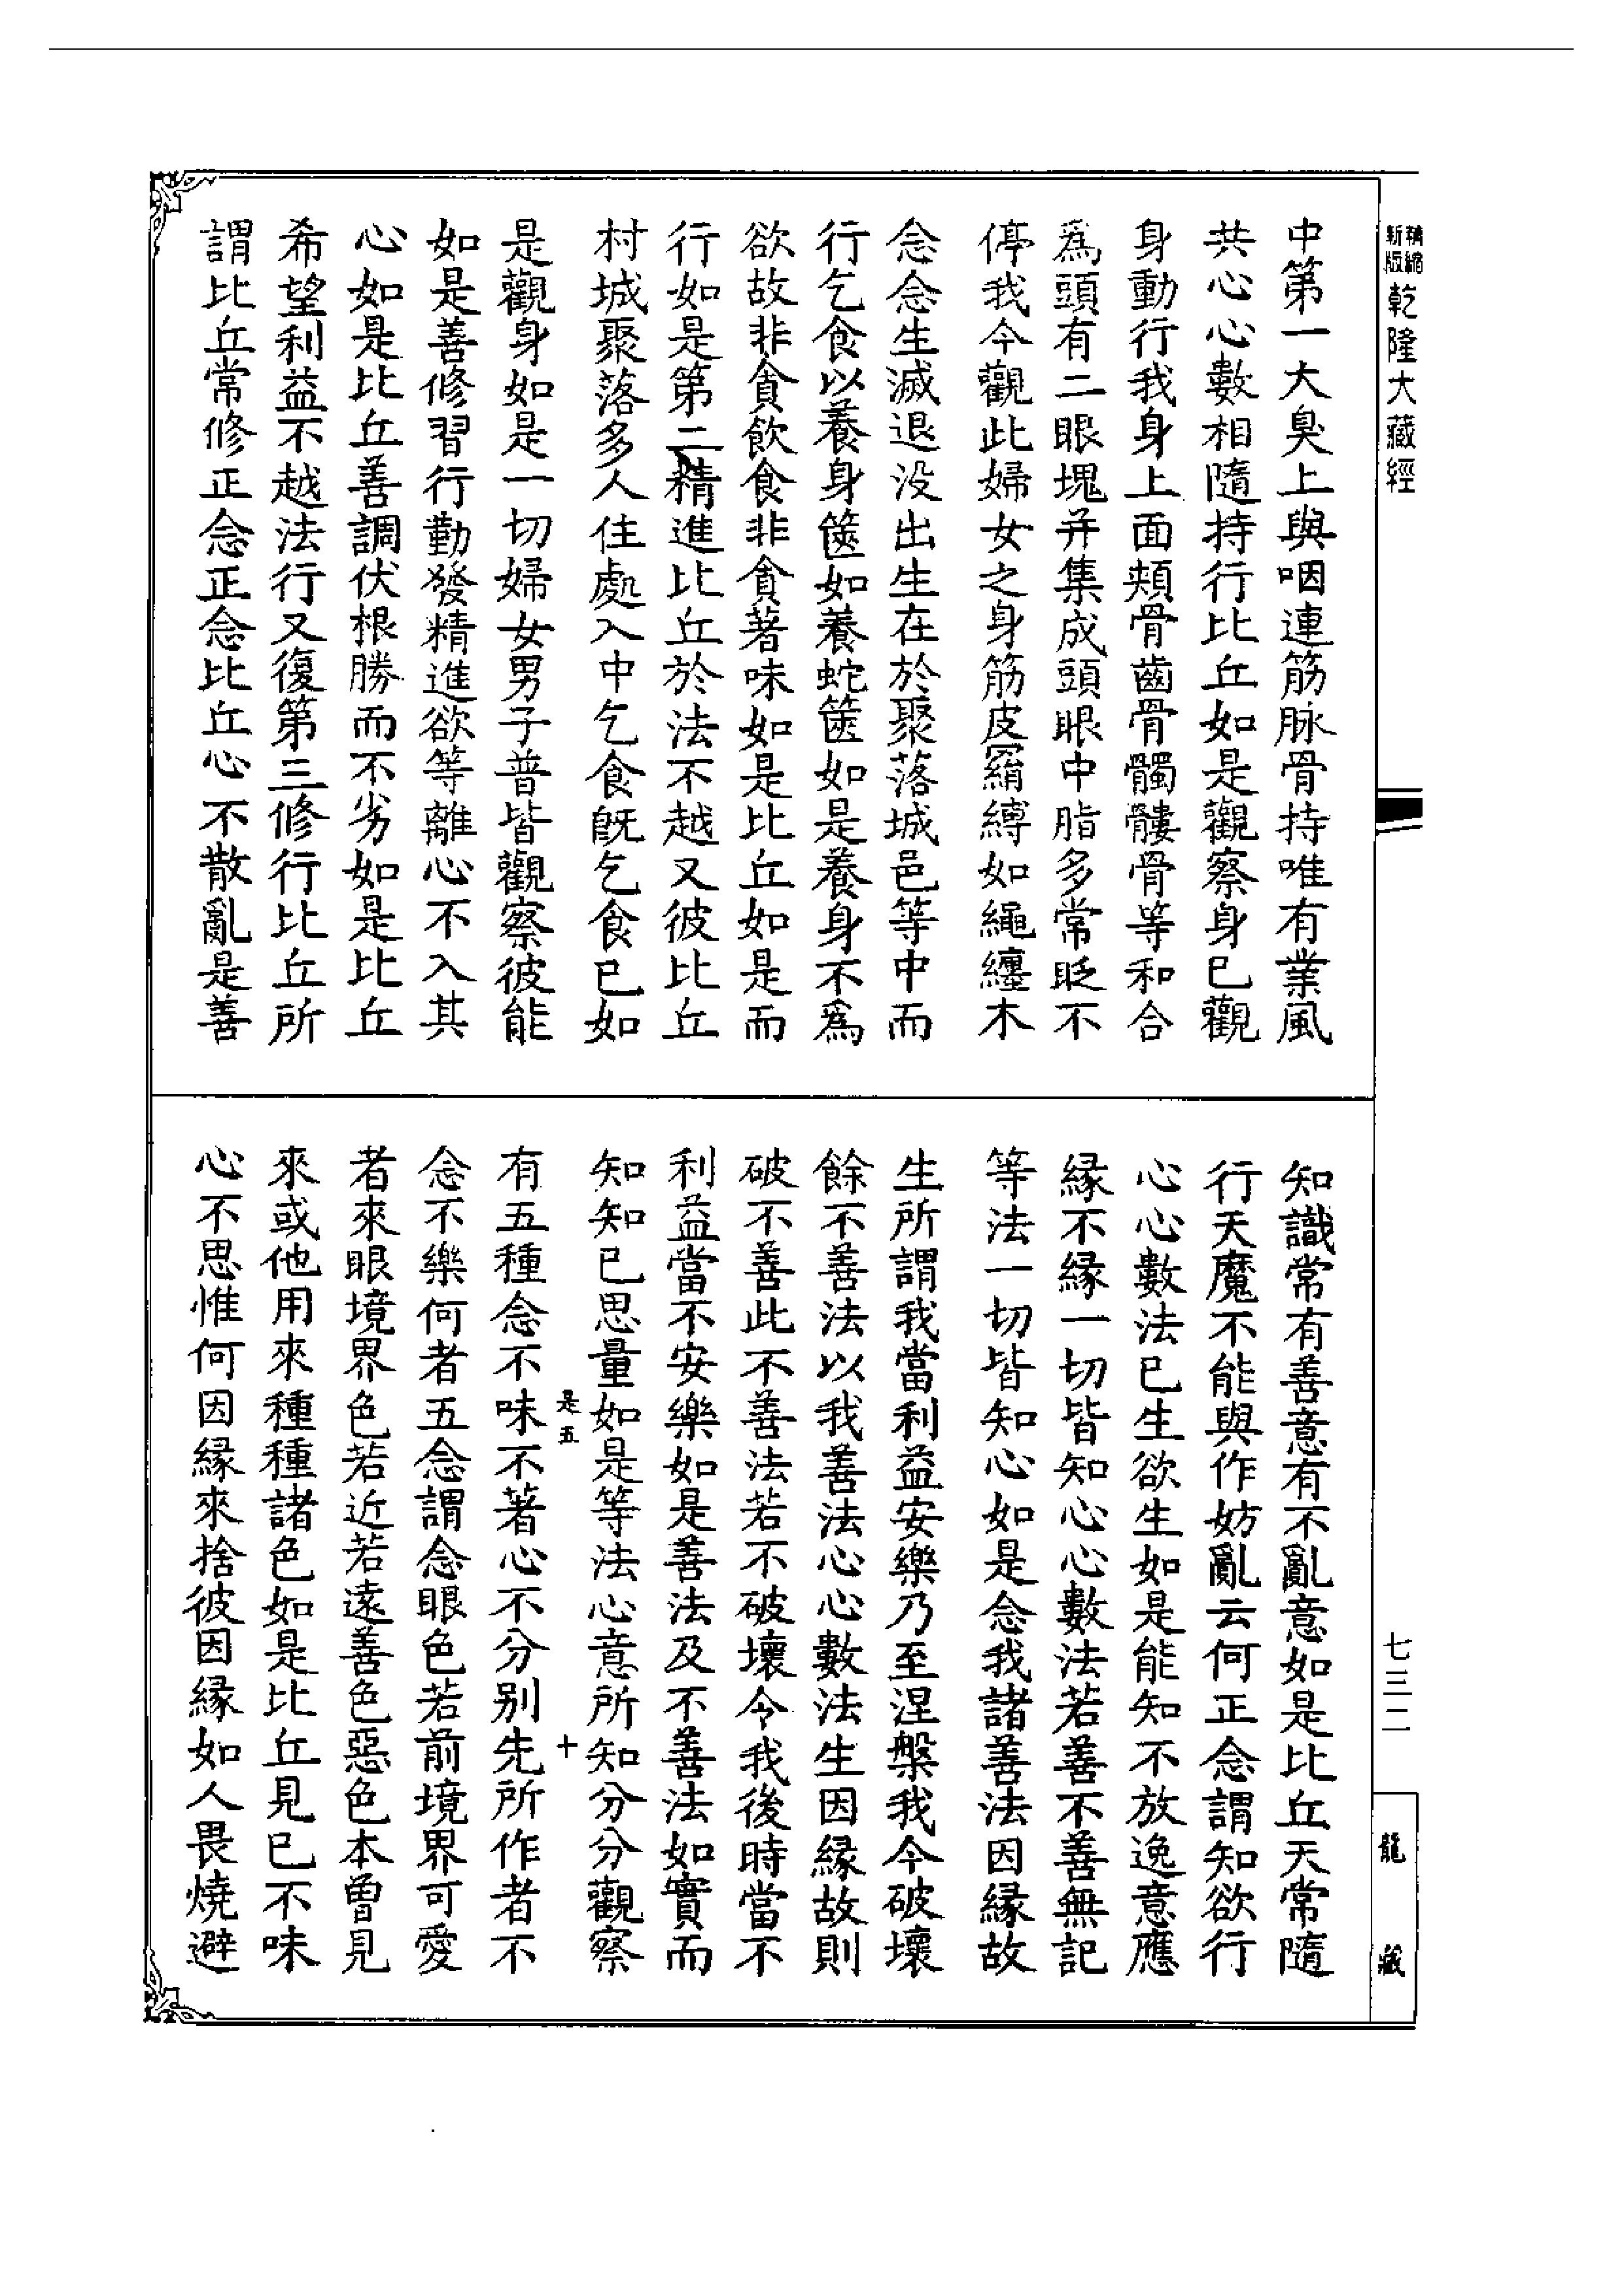 精縮新版乾隆大藏經
中第一大臭上與咽連筋脉骨持唯有業風
共心心數相隨持行比丘如是觀察身已觀
身動行我身上面頰骨齒骨髑髏骨等和合
爲頭有二眼塊并集成頭眼中脂多常眨不
停我今觀此婦女之身筋皮纏縛如繩纏木
念念生滅退没出生在於聚落城邑等中而
行乞食以養身篋如養蛇篋如是養身不爲
欲故非貪飲食非貪著味如是比丘如是而
行如是第二精進比丘於法不越又彼比丘
村城聚落多人住處入中乞食旣乞食已如
是觀身如是一切婦女男子普皆觀察彼能
如是善修習行勤發精進欲等離心不入其
心如是比丘善調伏根勝而不劣如是比丘
希望利益不越法行又復第三修行比丘所
謂比丘常修正念正念比丘心不散亂是善
知識常有善意有不亂意如是比丘天常隨
行天魔不能與作妨亂云何正念謂知欲行
心心數法已生欲生如是能知不放逸意應
緣不緣一切皆知心心數法若善不善無記
等法一切皆知心如是念我諸善法因緣故
生所謂我當利益安樂乃至涅槃我今破壞
餘不善法以我善法心心數法生因緣故則
破不善此不善法若不破壞令我後時當不
利益當不安樂如是善法及不善法如實而
知知已思量如是等法心意所知分分觀察
是五 十
有五種念不味不著心不分别先所作者不
念不樂何者五念謂念眼色若前境界可愛
者來眼境界色若近若遠善色惡色本曾見
來或他用來種種諸色如是比丘見已不味
心不思惟何因緣來捨彼因緣如人畏燒避
七三二
龍藏